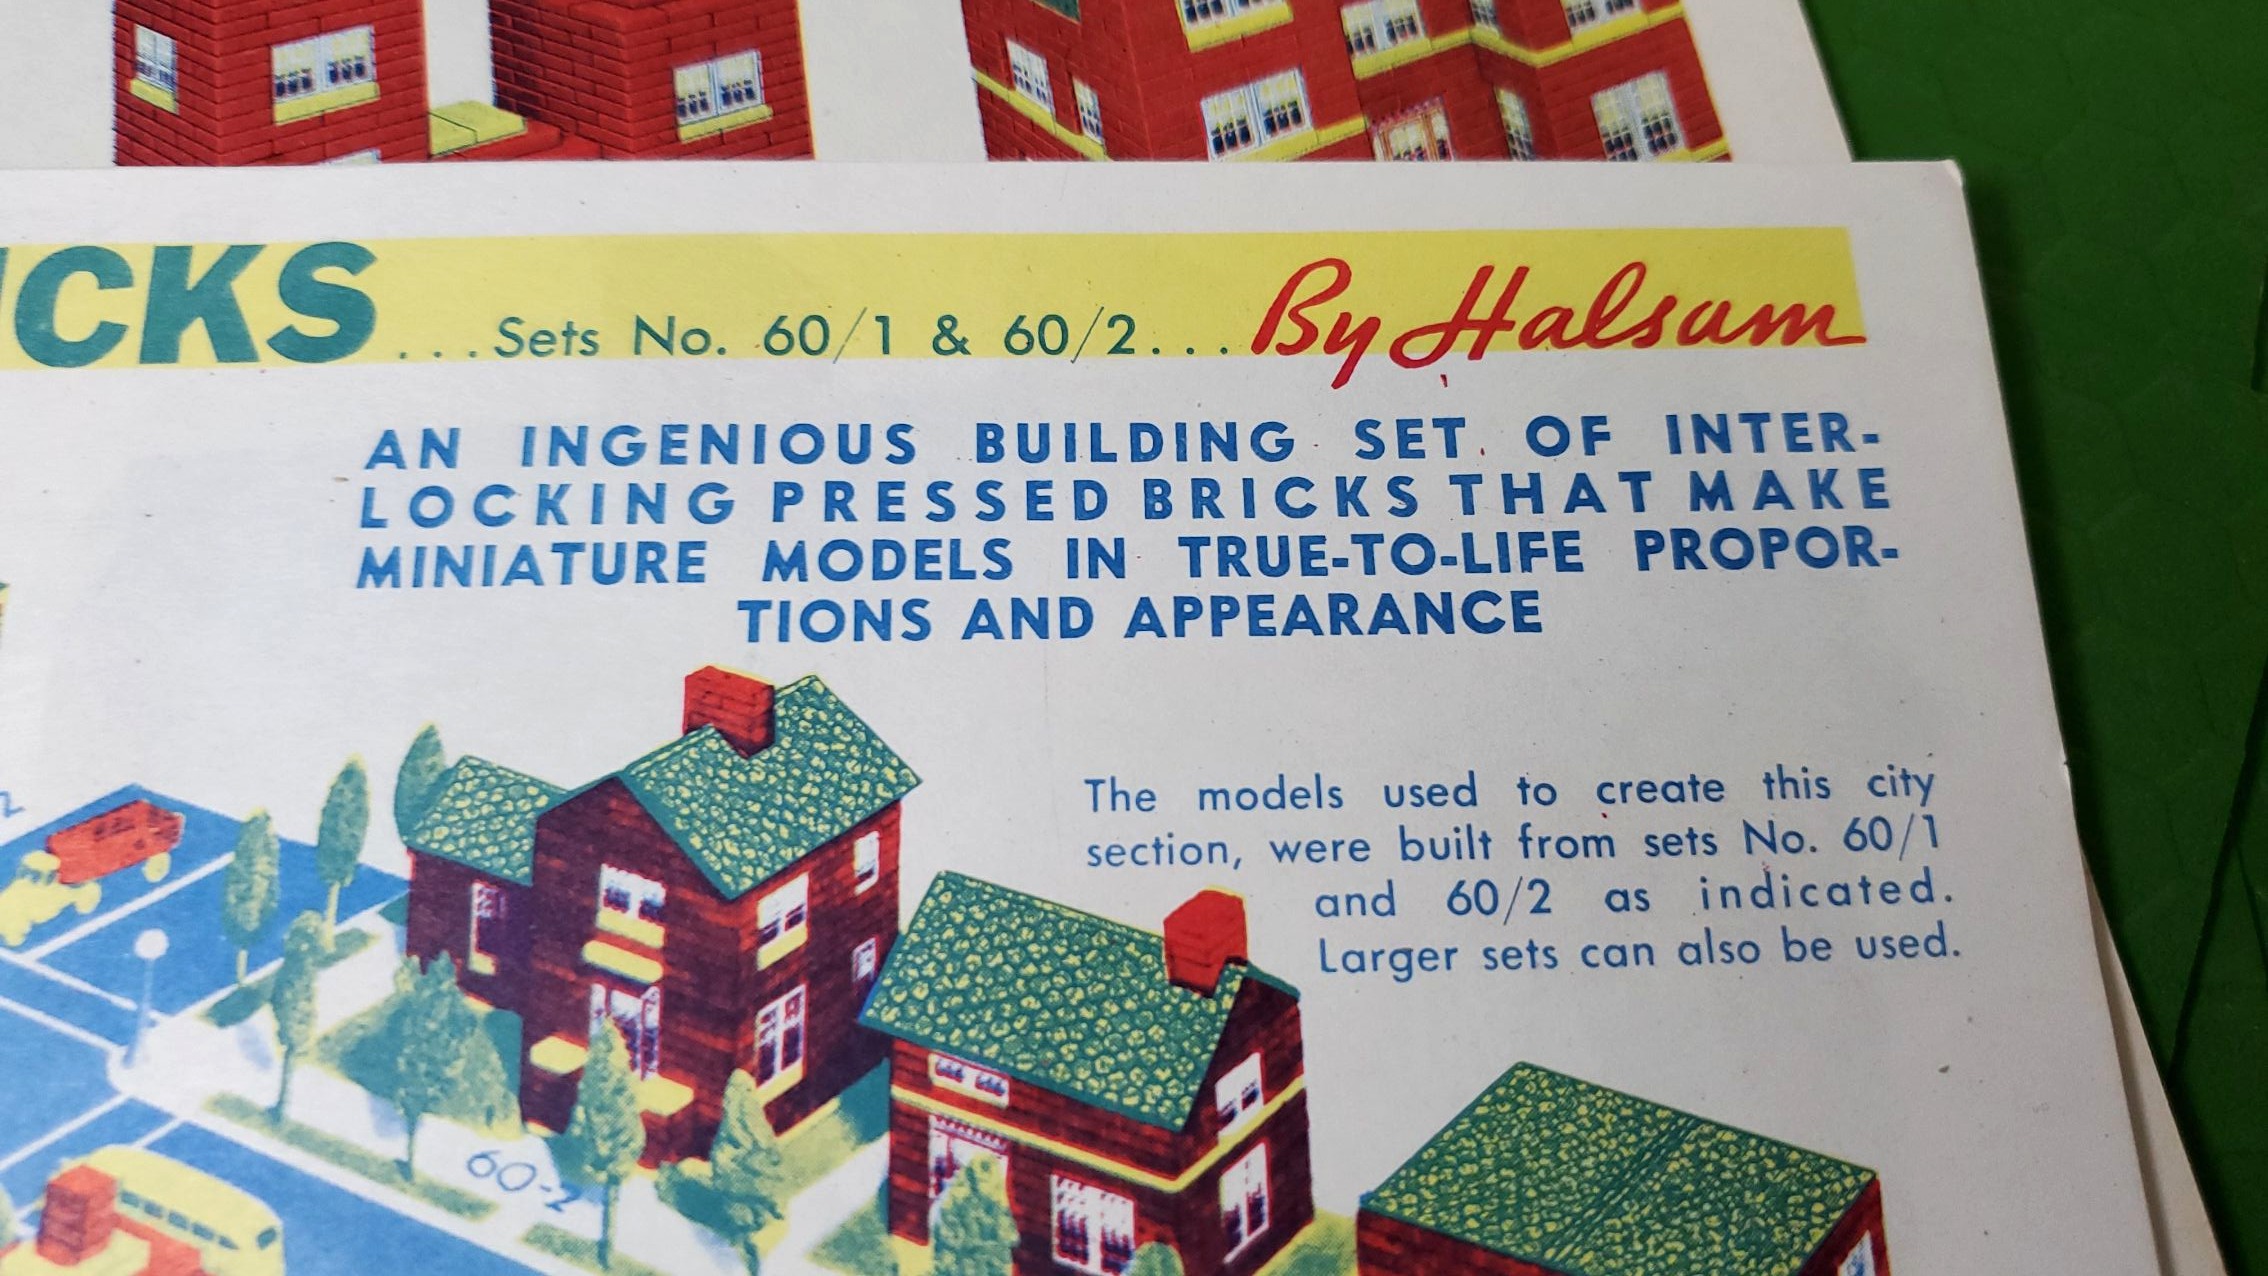 ICKS...Sets No. 60/1 & 60/2...By Halsam
AN INGENIOUS BUILDING SET OF INTER-
LOCKING PRESSED BRICKS THAT MAKE
MINIATURE MODELS IN TRUE-TO-LIFE PROPOR-
TIONS AND APPEARANCE
The models used to create this city
section, were built from sets No. 60/1
and 60/2 as indicated.
Larger sets can also be used.
60-2